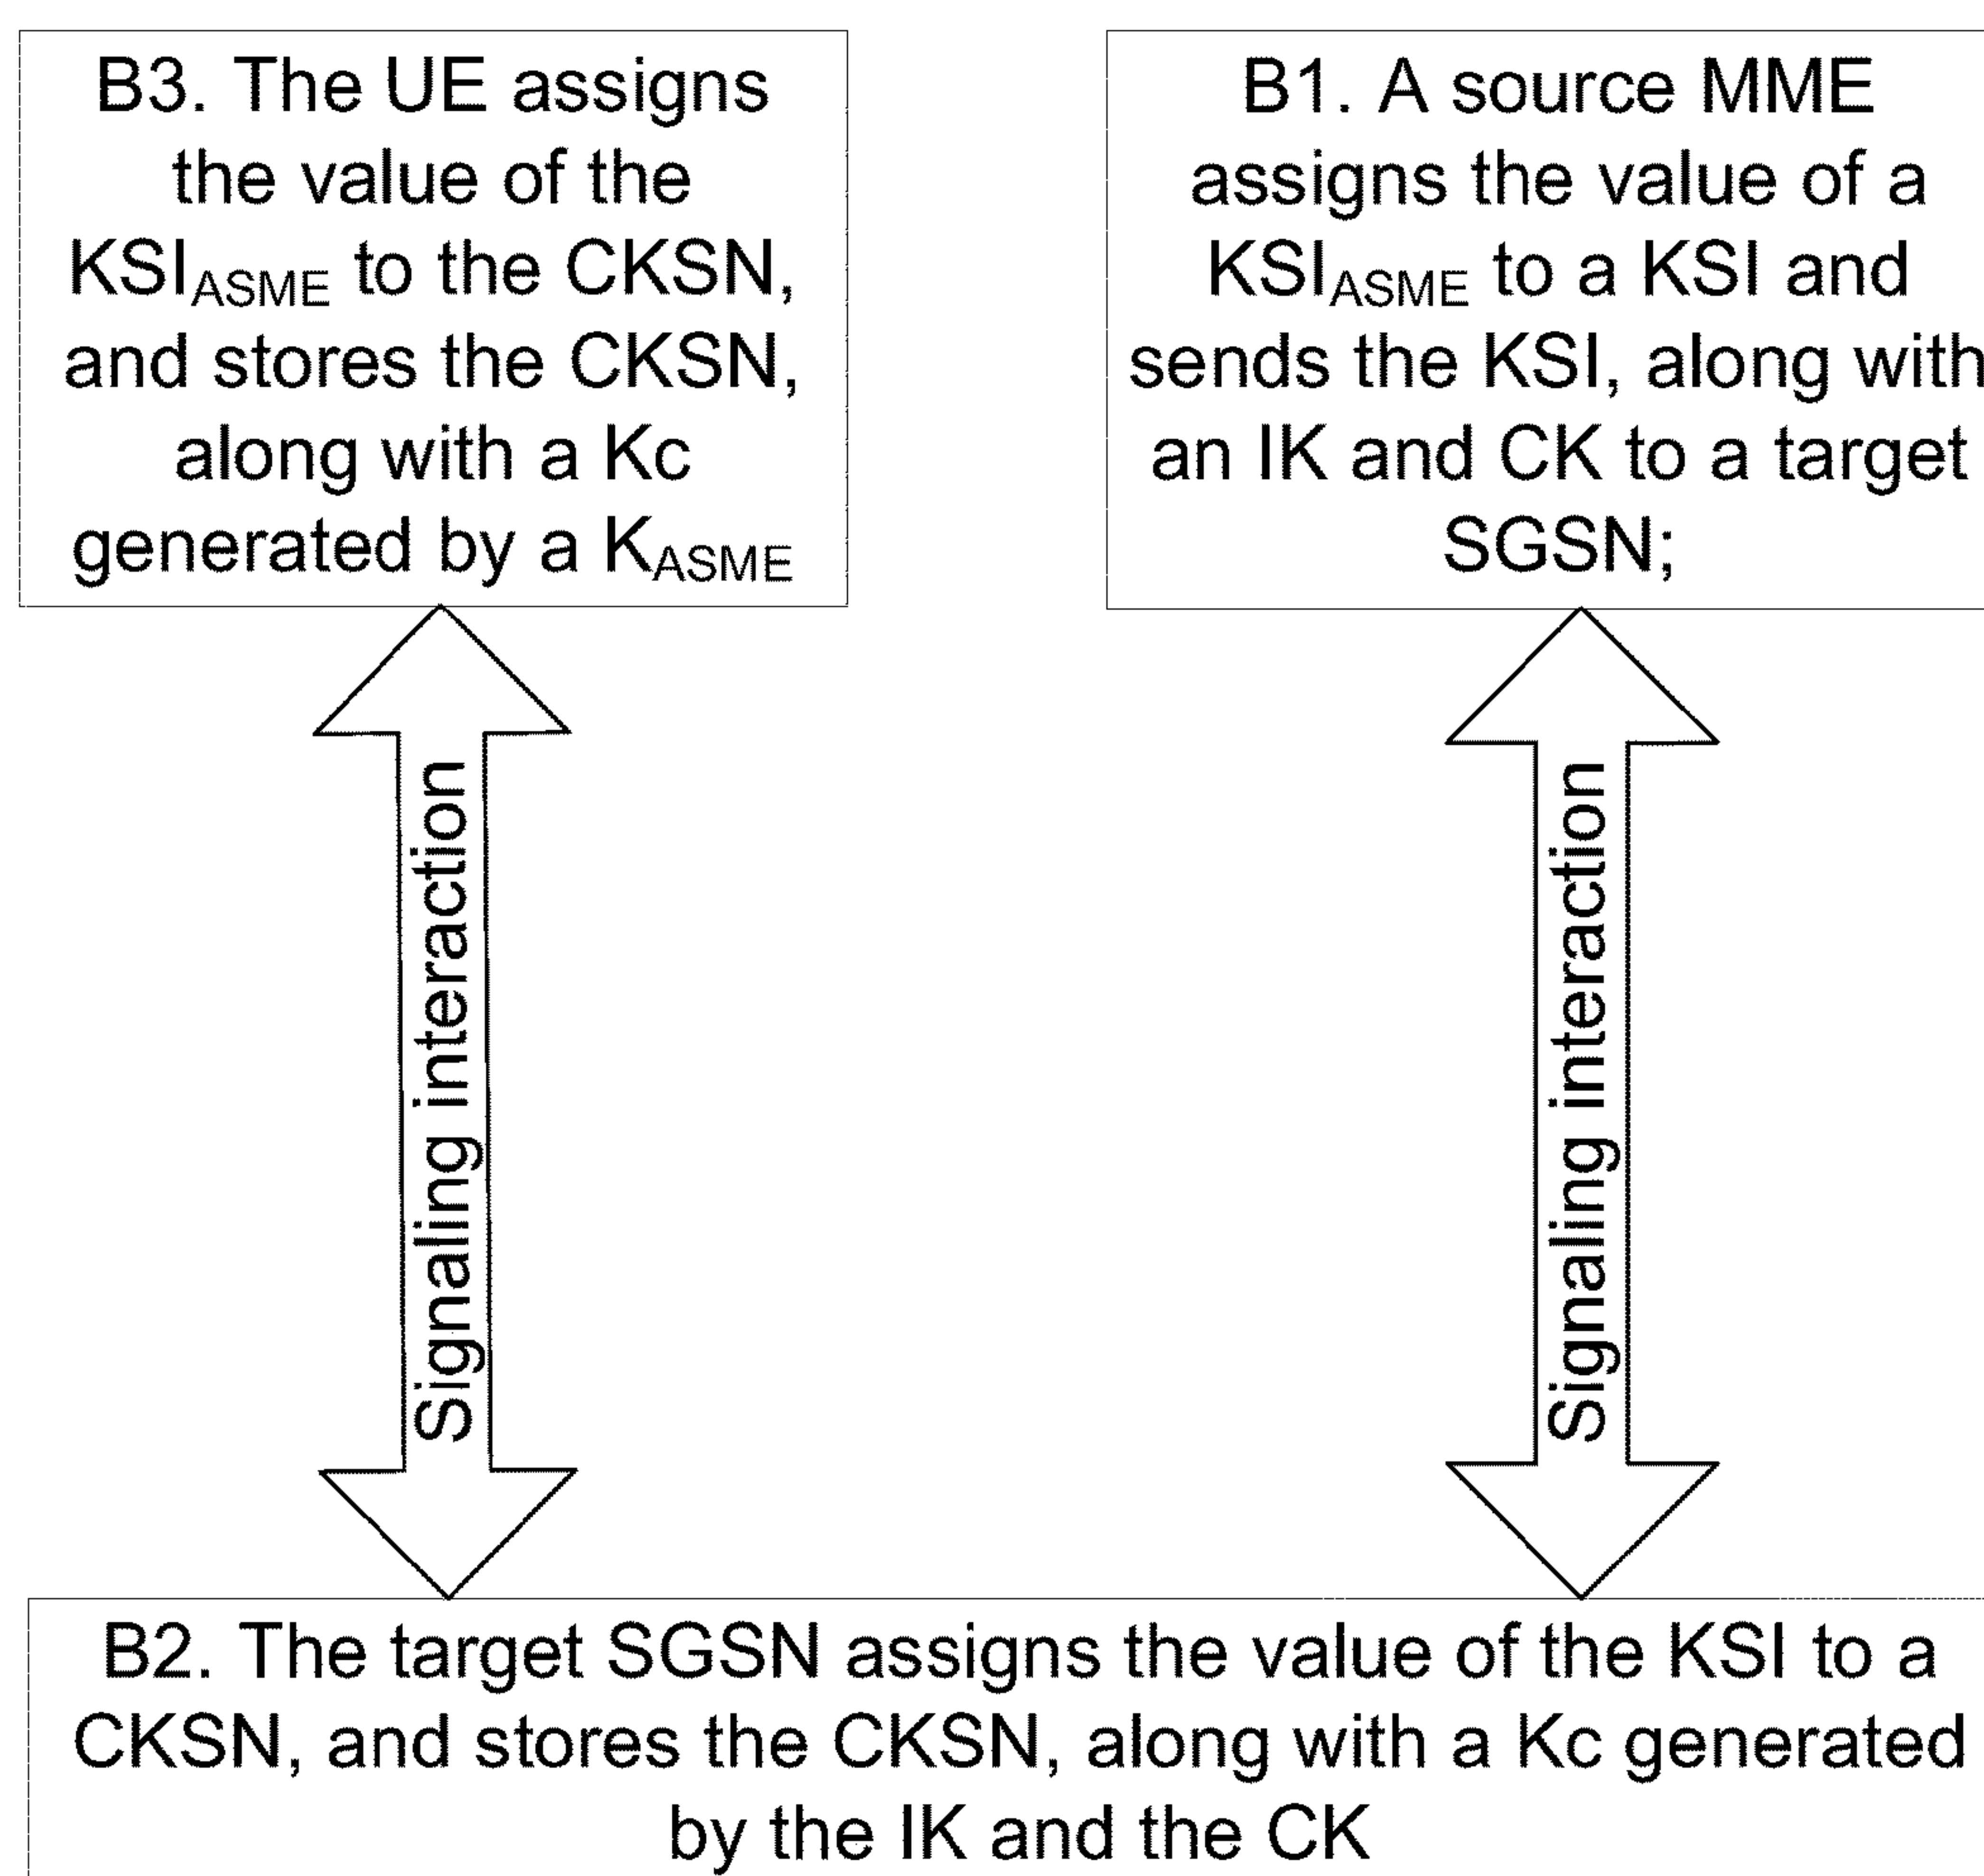 B3. The UE assigns
the value of the
KSI_ASME to the CKSN,
and stores the CKSN,
along with a Kc
generated by a K_ASME
B1. A source MME
assigns the value of a
KSI_ASME to a KSI and
sends the KSI, along with
an IK and CK to a target
SGSN;
Signaling interaction
Signaling interaction
B2. The target SGSN assigns the value of the KSI to a
CKSN, and stores the CKSN, along with a Kc generated
by the IK and the CK